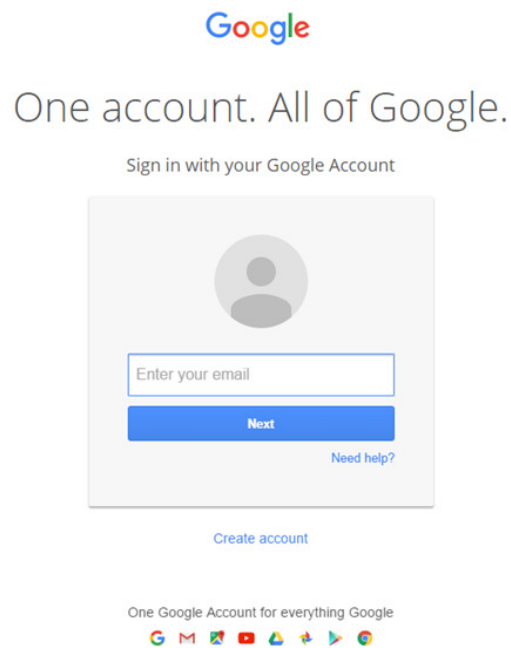 Google
One account. All of Google.
Sign in with your Google Account
Enter your email
Next
Need help?
Create account
One Google Account for everything Google